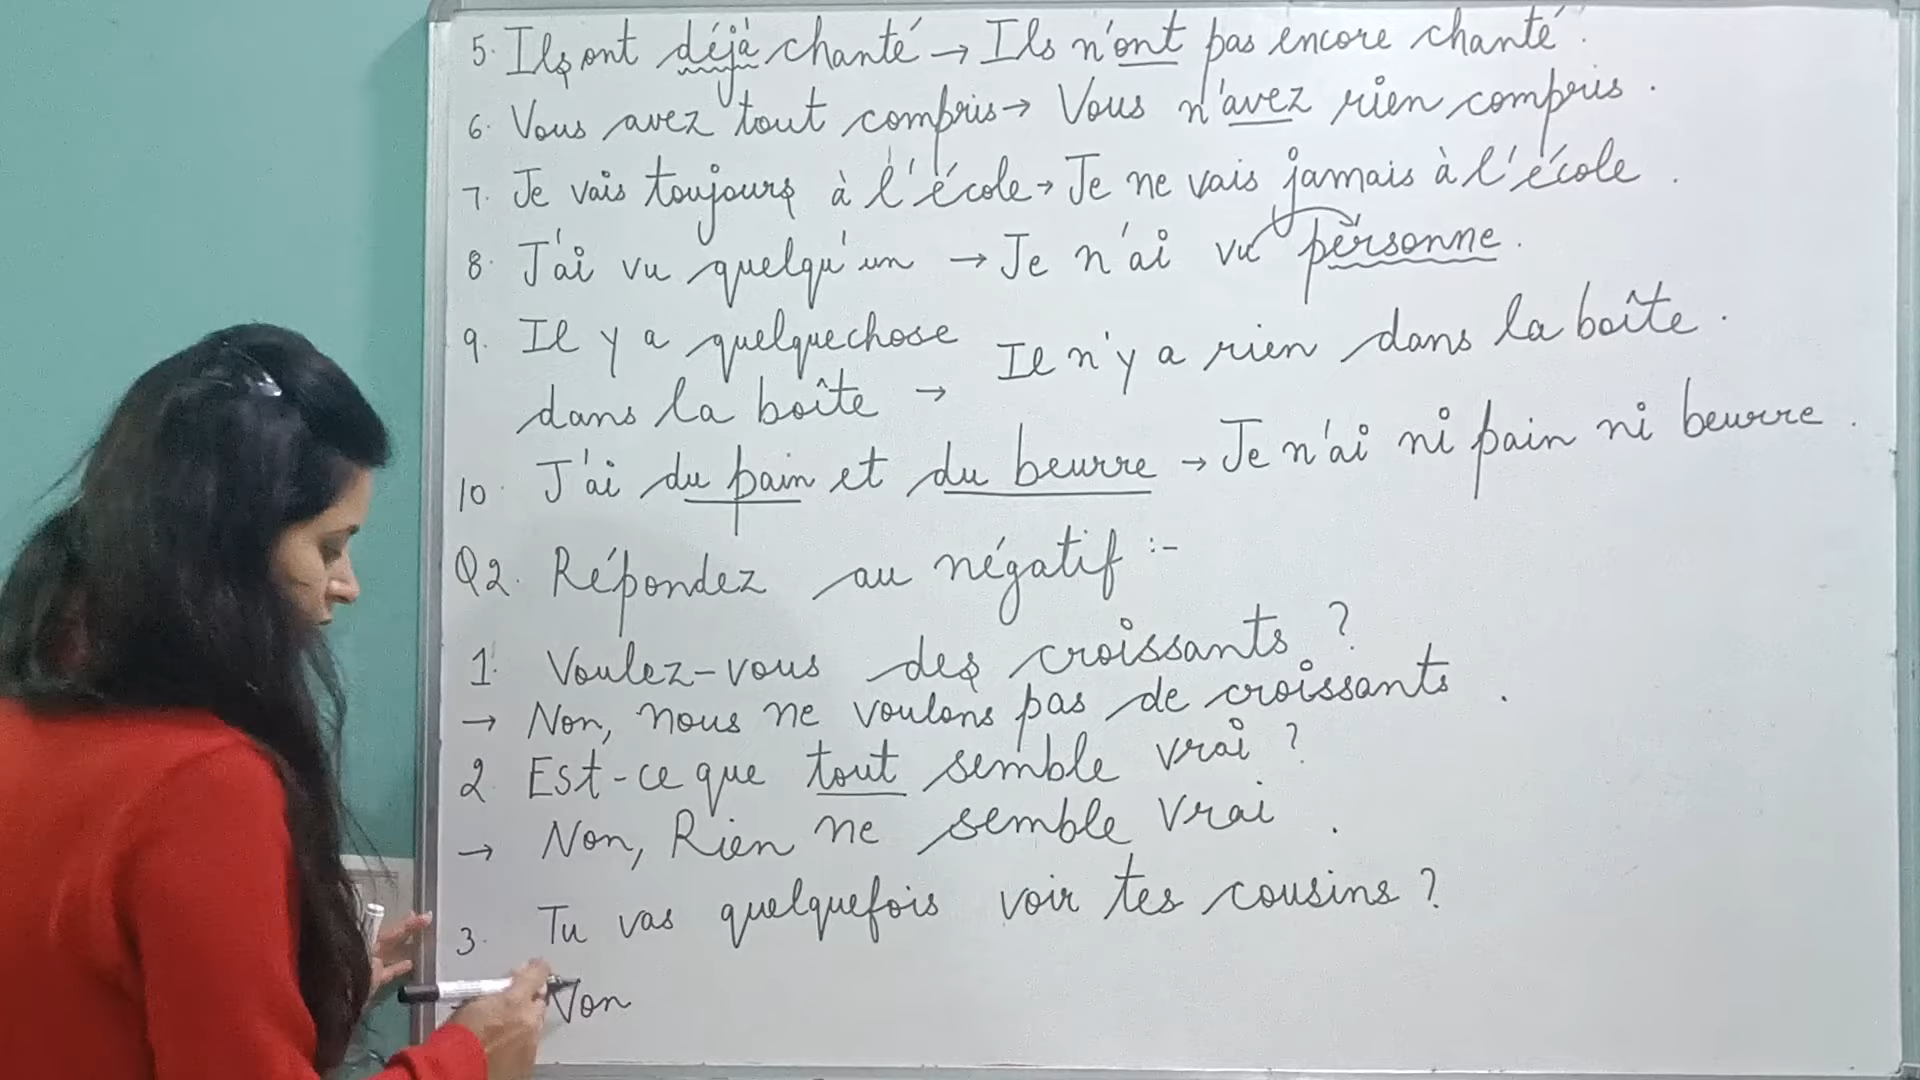 5. Ils ont déjà chanté → Ils n'ont pas encore chanté.
6. Vous avez tout compris → Vous n'avez rien compris.
7. Je vais toujours à l'école → Je ne vais jamais à l'école.
8. J'ai vu quelqu'un → Je n'ai vu personne.
9. Il y a quelquechose
dans la boîte → Il n'y a rien dans la boîte.
10. J'ai du pain et du beurre → Je n'ai ni pain ni beurre.
Q2. Répondez au négatif :-
1. Voulez-vous des croissants ?
→ Non, nous ne voulons pas de croissants.
2 Est-ce que tout semble vrai ?
→ Non, Rien ne semble vrai.
3. Tu vas quelquefois voir tes cousins ?
Non